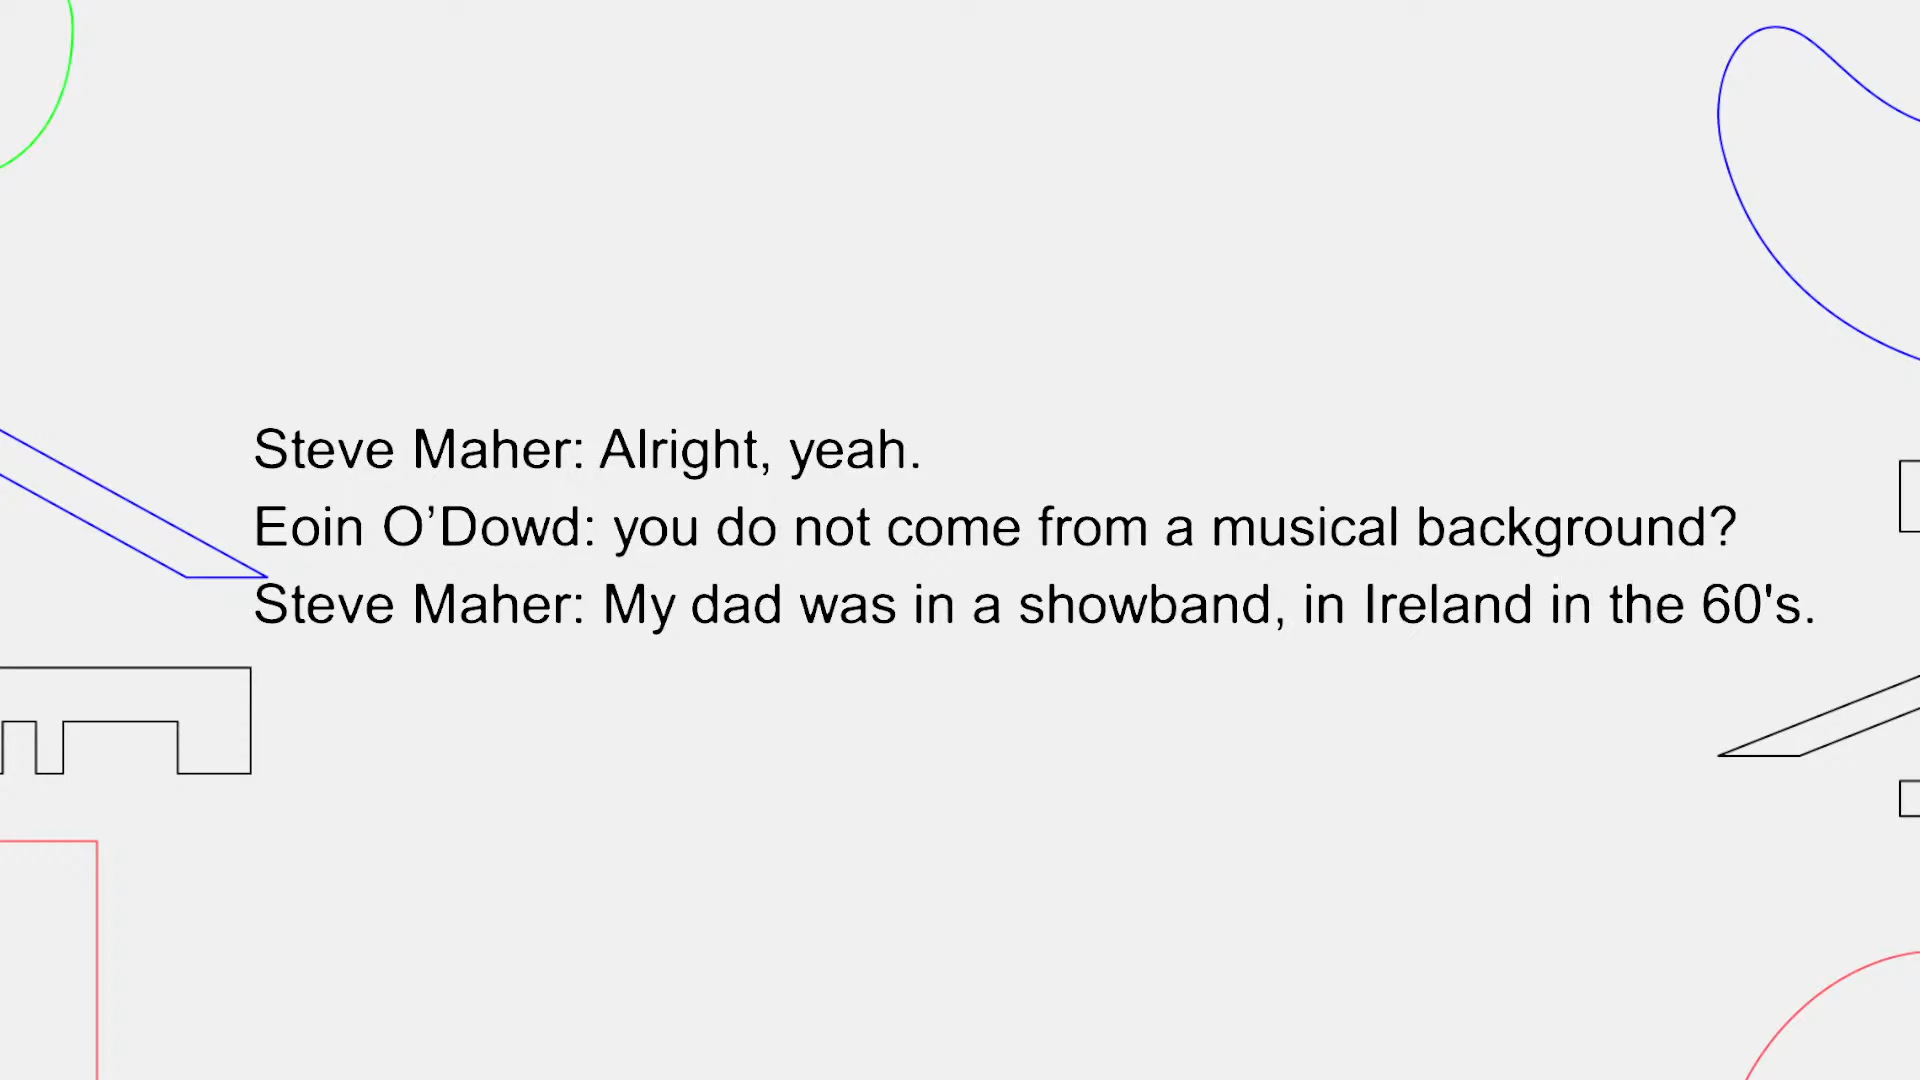 Steve Maher: Alright, yeah.
Eoin O’Dowd: you do not come from a musical background?
Steve Maher: My dad was in a showband, in Ireland in the 60's.